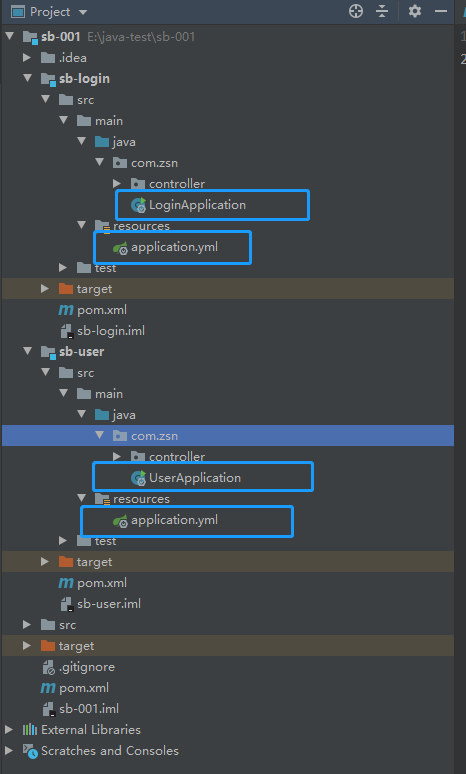 Project
sb-001 E:\java-test\sb-001
.idea
sb-login
src
main
java
com.zsn
controller
LoginApplication
resources
application.yml
test
target
pom.xml
sb-login.iml
sb-user
src
main
java
com.zsn
controller
UserApplication
resources
application.yml
test
target
pom.xml
sb-user.iml
src
target
.gitignore
pom.xml
sb-001.iml
External Libraries
Scratches and Consoles